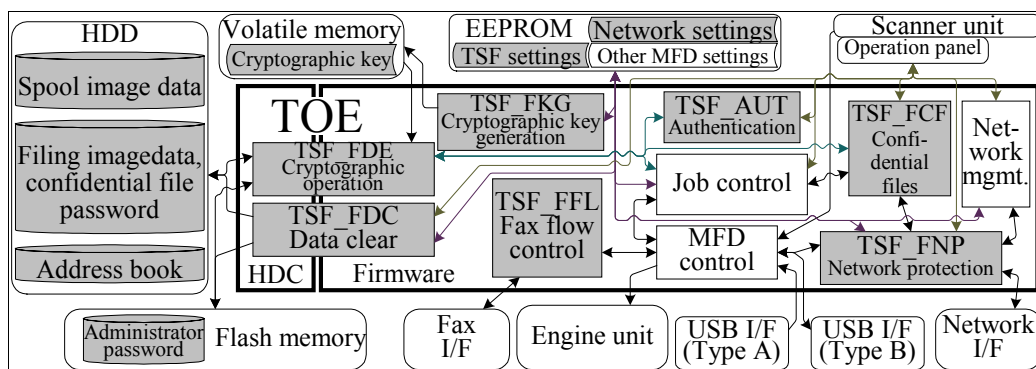 HDD
Spool image data
Filing imagedata,
confidential file
password
Address book
Volatile memory
Cryptographic key
EEPROM
Network settings
TSF settings
Other MFD settings
Scanner unit
Operation panel
TOE
TSF_FKG
Cryptographic key
generation
TSF_AUT
Authentication
TSF_FCF
Confi-
dential
files
Net-
work
mgmt.
TSF_FDE
Cryptographic
operation
Job control
TSF_FDC
Data clear
TSF_FFL
Fax flow
control
MFD
control
TSF_FNP
Network protection
HDC
Firmware
Administrator
password
Flash memory
Fax
I/F
Engine unit
USB I/F
(Type A)
USB I/F
(Type B)
Network
I/F